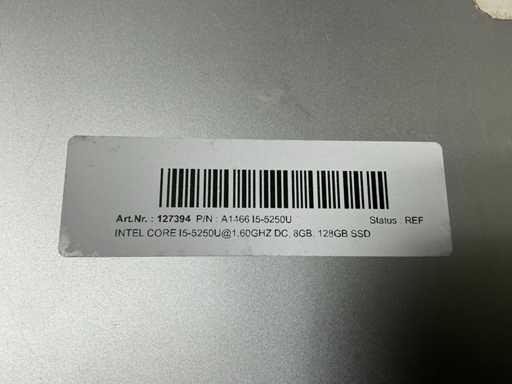 Art.Nr. : 127394 P/N : A1466 I5-5250U Status : REF
INTEL CORE I5-5250U@1.60GHZ DC, 8GB, 128GB SSD